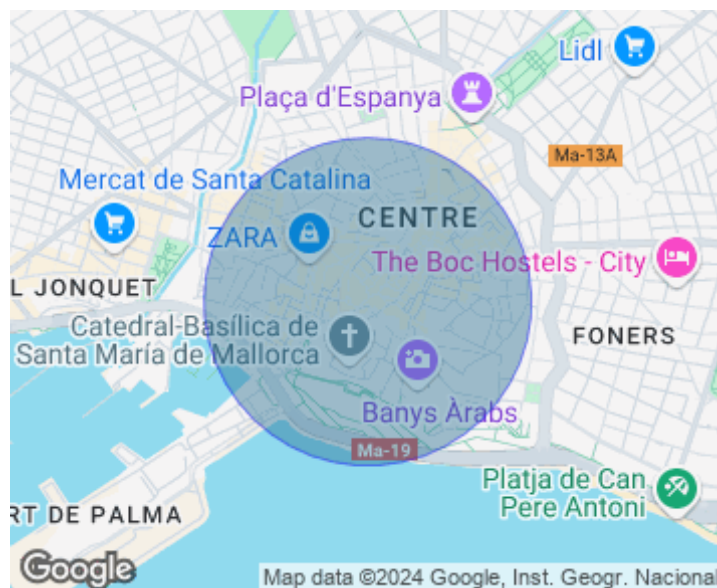 Lidl
Plaça d'Espanya
Ma-13A
Mercat de Santa Catalina
CENTRE
ZARA
The Boc Hostels - City
L JONQUET
Catedral-Basílica de
Santa María de Mallorca
FONERS
Banys Àrabs
Ma-19
Platja de Can
Pere Antoni
RT DE PALMA
Google
Map data ©2024 Google, Inst. Geogr. Nacional